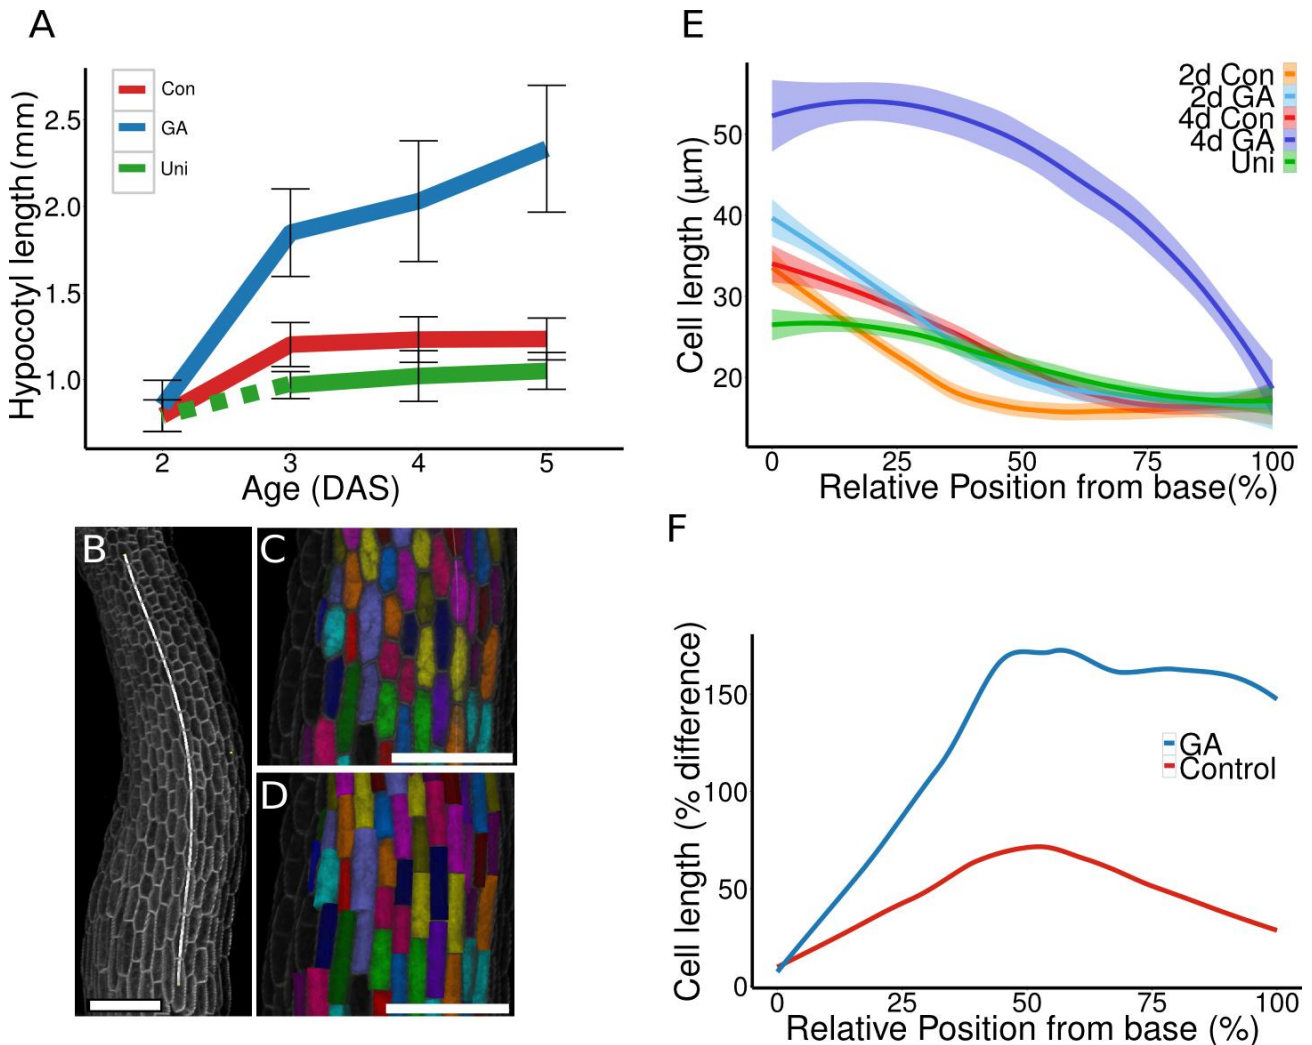 A
Hypocotyl length (mm)
2.5
2.0
1.5
1.0
Con
GA
Uni
2 3 4 5
Age (DAS)
E
Cell length (μm)
50
40
30
20
2d Con
2d GA
4d Con
4d GA
Uni
0 25 50 75 100
Relative Position from base(%)
B
C
D
F
Cell length (% difference)
150
100
50
0
GA
Control
0 25 50 75 100
Relative Position from base (%)